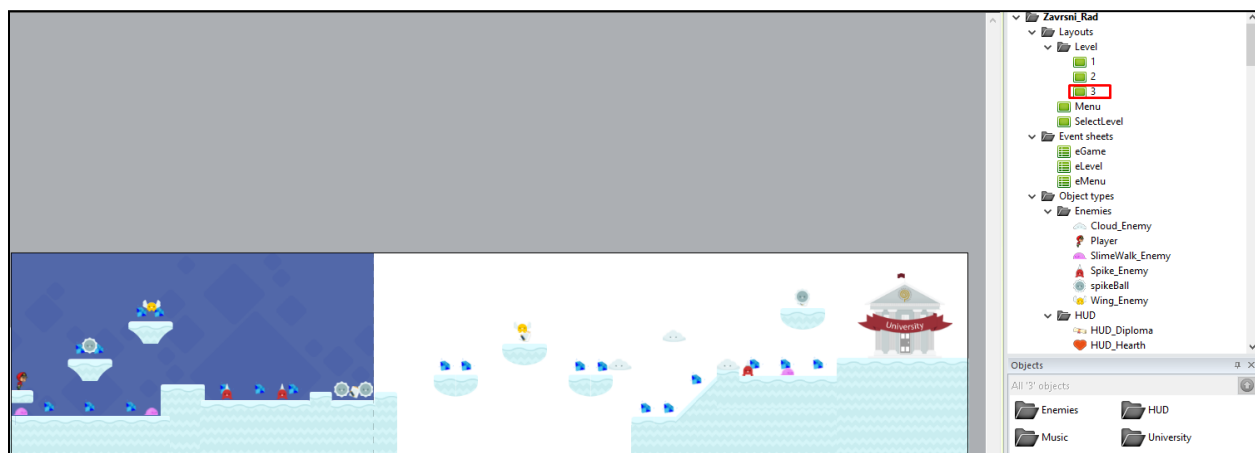 Zavrsni_Rad
Layouts
Level
1
2
3
Menu
SelectLevel
Event sheets
eGame
eLevel
eMenu
Object types
Enemies
Cloud_Enemy
Player
SlimeWalk_Enemy
Spike_Enemy
spikeBall
Wing_Enemy
HUD
HUD_Diploma
HUD_Hearth
University
Objects
All '3' objects
Enemies
HUD
Music
University